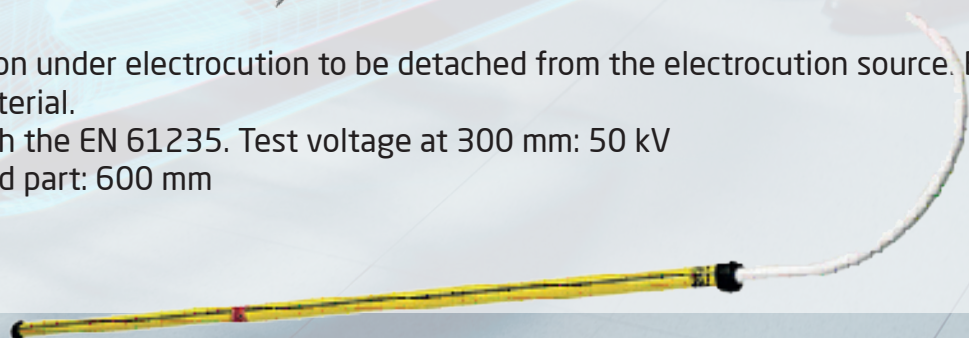 on under electrocution to be detached from the electrocution source.
terial.
h the EN 61235. Test voltage at 300 mm: 50 kV
d part: 600 mm